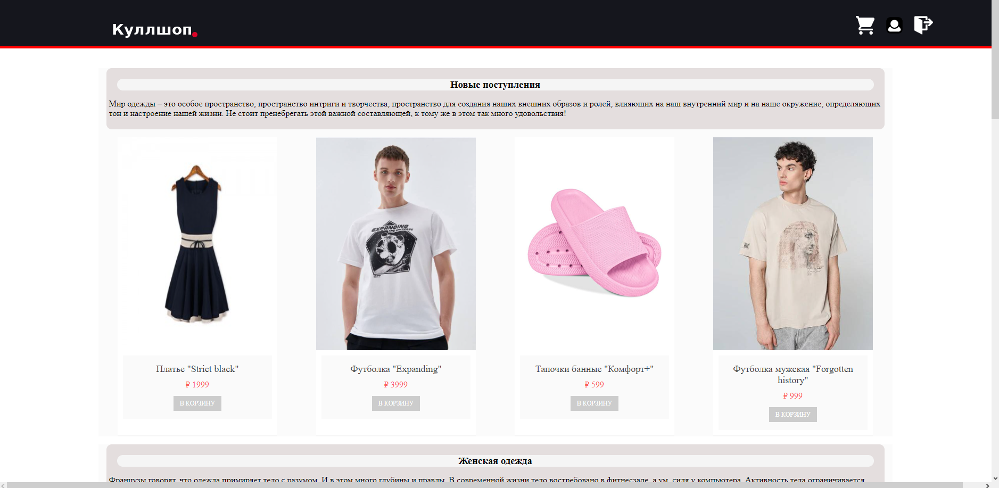 Куллшоп.
Новые поступления
Мир одежды – это особое пространство, пространство интриги и творчества, пространство для создания наших внешних образов и ролей, влияющих на наш внутренний мир и на наше окружение, определяющих
тон и настроение нашей жизни. Не стоит пренебрегать этой важной составляющей, к тому же в этом так много удовольствия!
EXPANDING
THE UNIVERSE
Платье "Strict black"
₽ 1999
В КОРЗИНУ
Футболка "Expanding"
₽ 3999
В КОРЗИНУ
Тапочки банные "Комфорт+"
₽ 599
В КОРЗИНУ
Футболка мужская "Forgotten
history"
₽ 999
В КОРЗИНУ
Женская одежда
Французы говорят, что одежда примиряет тело с разумом. И в этом много глубины и правды. В современной жизни тело востребовано в фитнесзале, а ум, сидя у компьютера. Активность тела ограничивается